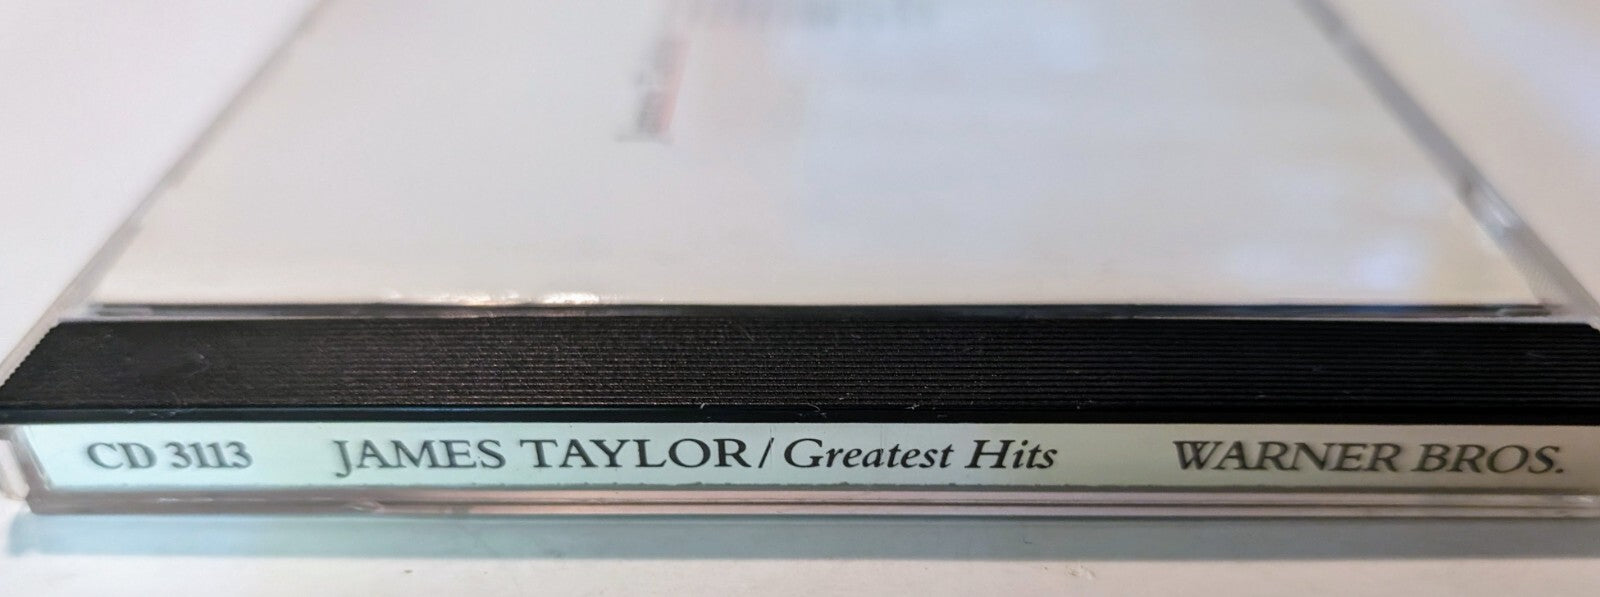 CD 3113 JAMES TAYLOR/Greatest Hits WARNER BROS.